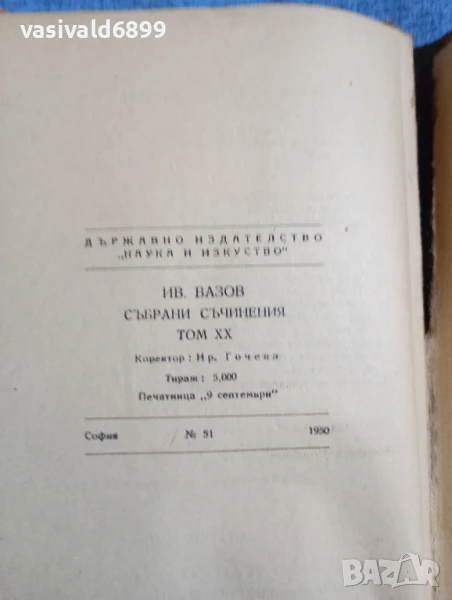 vasivald6899
ДЪРЖАВНО ИЗДАТЕЛСТВО
„НАУКА И ИЗКУСТВО"
ИВ. ВАЗОВ
СЪБРАНИ СЪЧИНЕНИЯ
ТОМ XX
Коректор: Ир. Гочева
Тираж: 5,000
Печатница „9 септември"
София № 51 1950
BAZAR